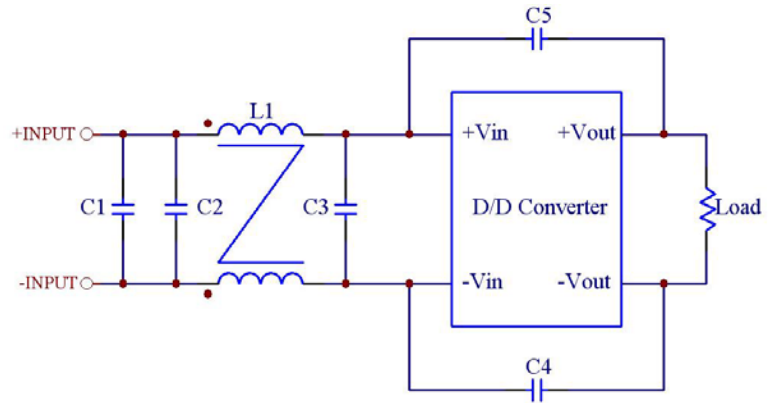 C5
L1
+INPUT
+Vin
+Vout
C1
C2
C3
D/D Converter
Load
-INPUT
-Vin
-Vout
C4